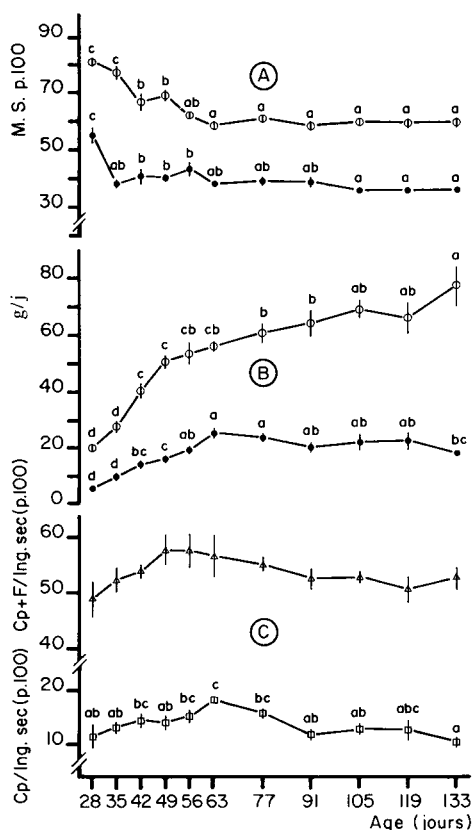 M. S. p.100
90
70
50
30
A
c c b b ab a a a a a a
c ab b b b ab ab ab a a a
g/j
80
60
40
20
0
B
d d c c cb cb b b ab ab a
d d bc c ab a a ab ab ab bc
Cp+F/Ing.sec(p.100)
60
50
40
C
Cp/Ing. sec(p.100)
20
10
ab ab bc ab bc c bc ab ab abc a
28 35 42 49 56 63 77 91 105 119 133
Age (jours)